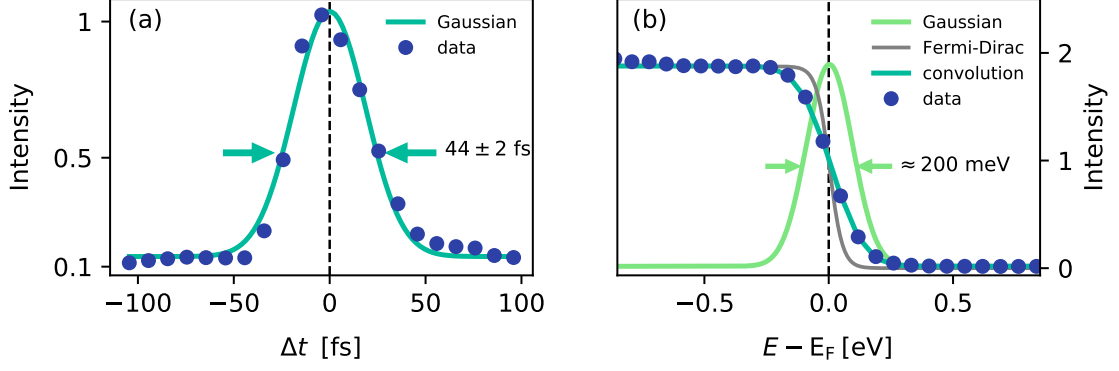 (a)
Gaussian
data
44 ± 2 fs
Intensity
1
0.5
0.1
−100
−50
0
50
100
Δt [fs]
(b)
Gaussian
Fermi-Dirac
convolution
data
≈ 200 meV
2
1
0
Intensity
−0.5
0.0
0.5
E − E_F [eV]